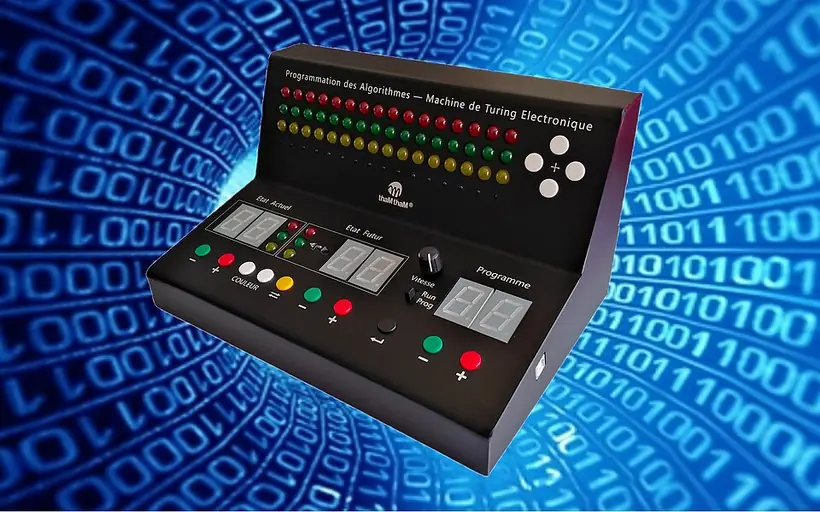 Programmation des Algorithmes — Machine de Turing Electronique
thaM thaM ®
Etat Actuel
Etat Futur
Vitesse
Run
Prog
Programme
- +
COULEUR
- +
- +